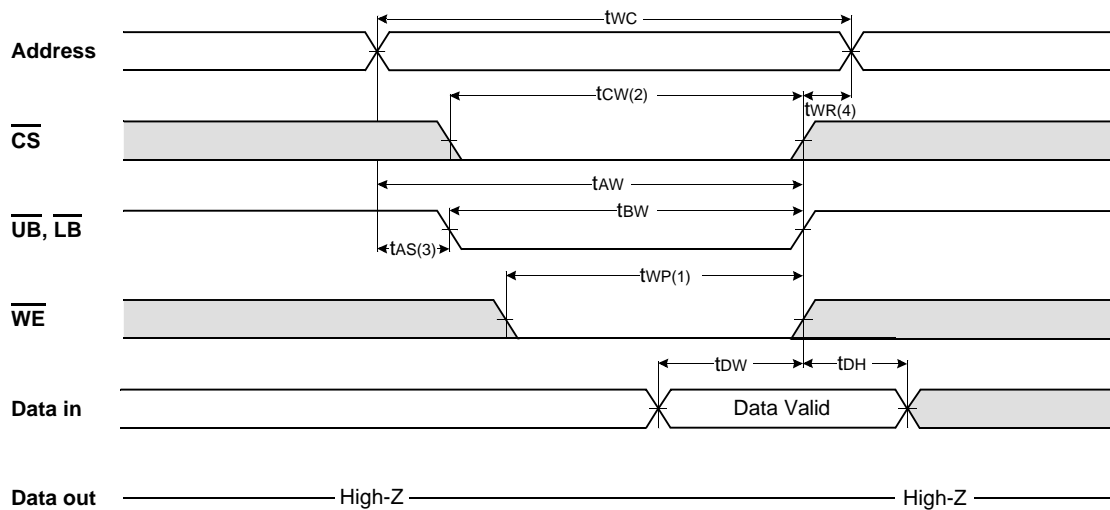 tWC
Address
tCW(2)
tWR(4)
CS
tAW
UB, LB
tBW
tAS(3)
tWP(1)
WE
tDW
tDH
Data in
Data Valid
Data out
High-Z
High-Z